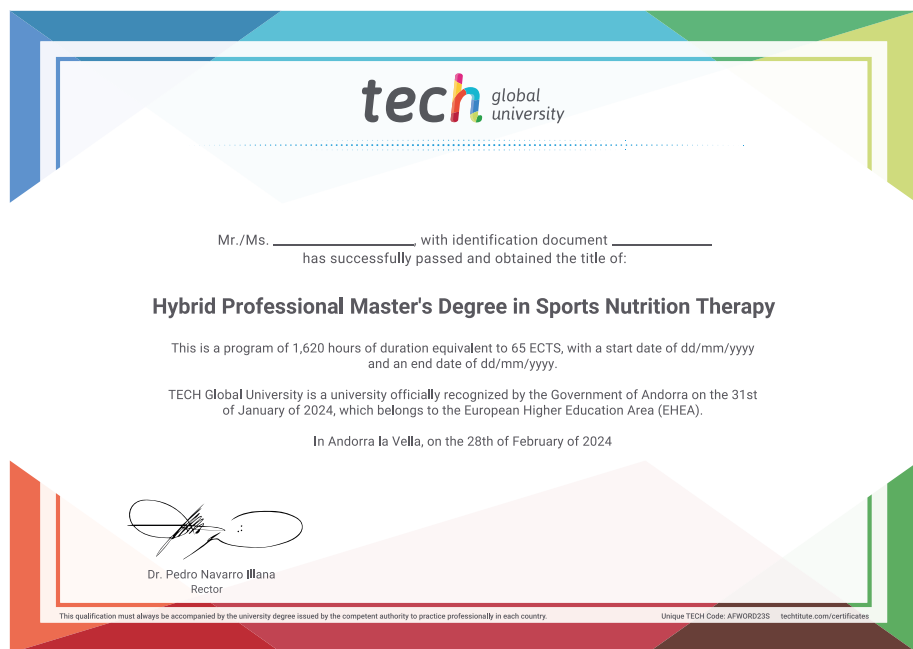 tech global university
Mr./Ms. ________________, with identification document ____________
has successfully passed and obtained the title of:
Hybrid Professional Master's Degree in Sports Nutrition Therapy
This is a program of 1,620 hours of duration equivalent to 65 ECTS, with a start date of dd/mm/yyyy
and an end date of dd/mm/yyyy.
TECH Global University is a university officially recognized by the Government of Andorra on the 31st
of January of 2024, which belongs to the European Higher Education Area (EHEA).
In Andorra la Vella, on the 28th of February of 2024
Dr. Pedro Navarro Illana
Rector
This qualification must always be accompanied by the university degree issued by the competent authority to practice professionally in each country.
Unique TECH Code: AFWORD23S techtitute.com/certificates